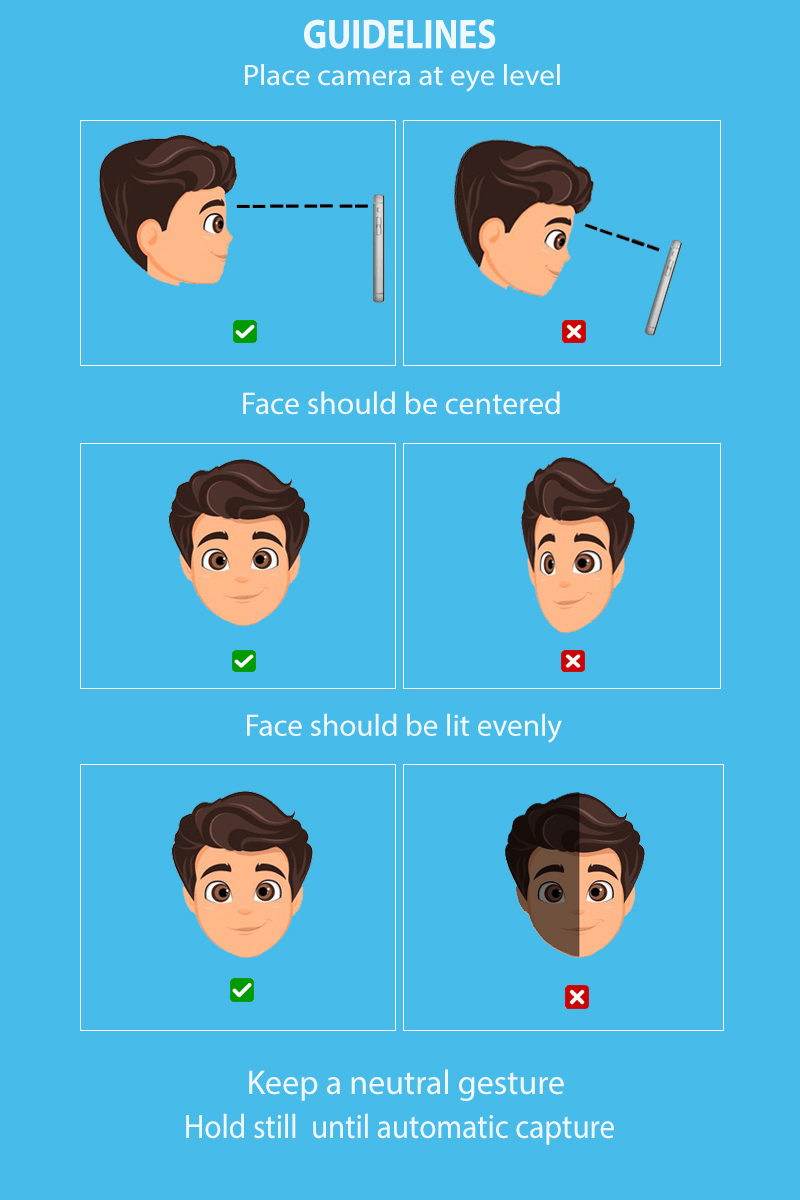 GUIDELINES
Place camera at eye level
Face should be centered
Face should be lit evenly
Keep a neutral gesture
Hold still until automatic capture